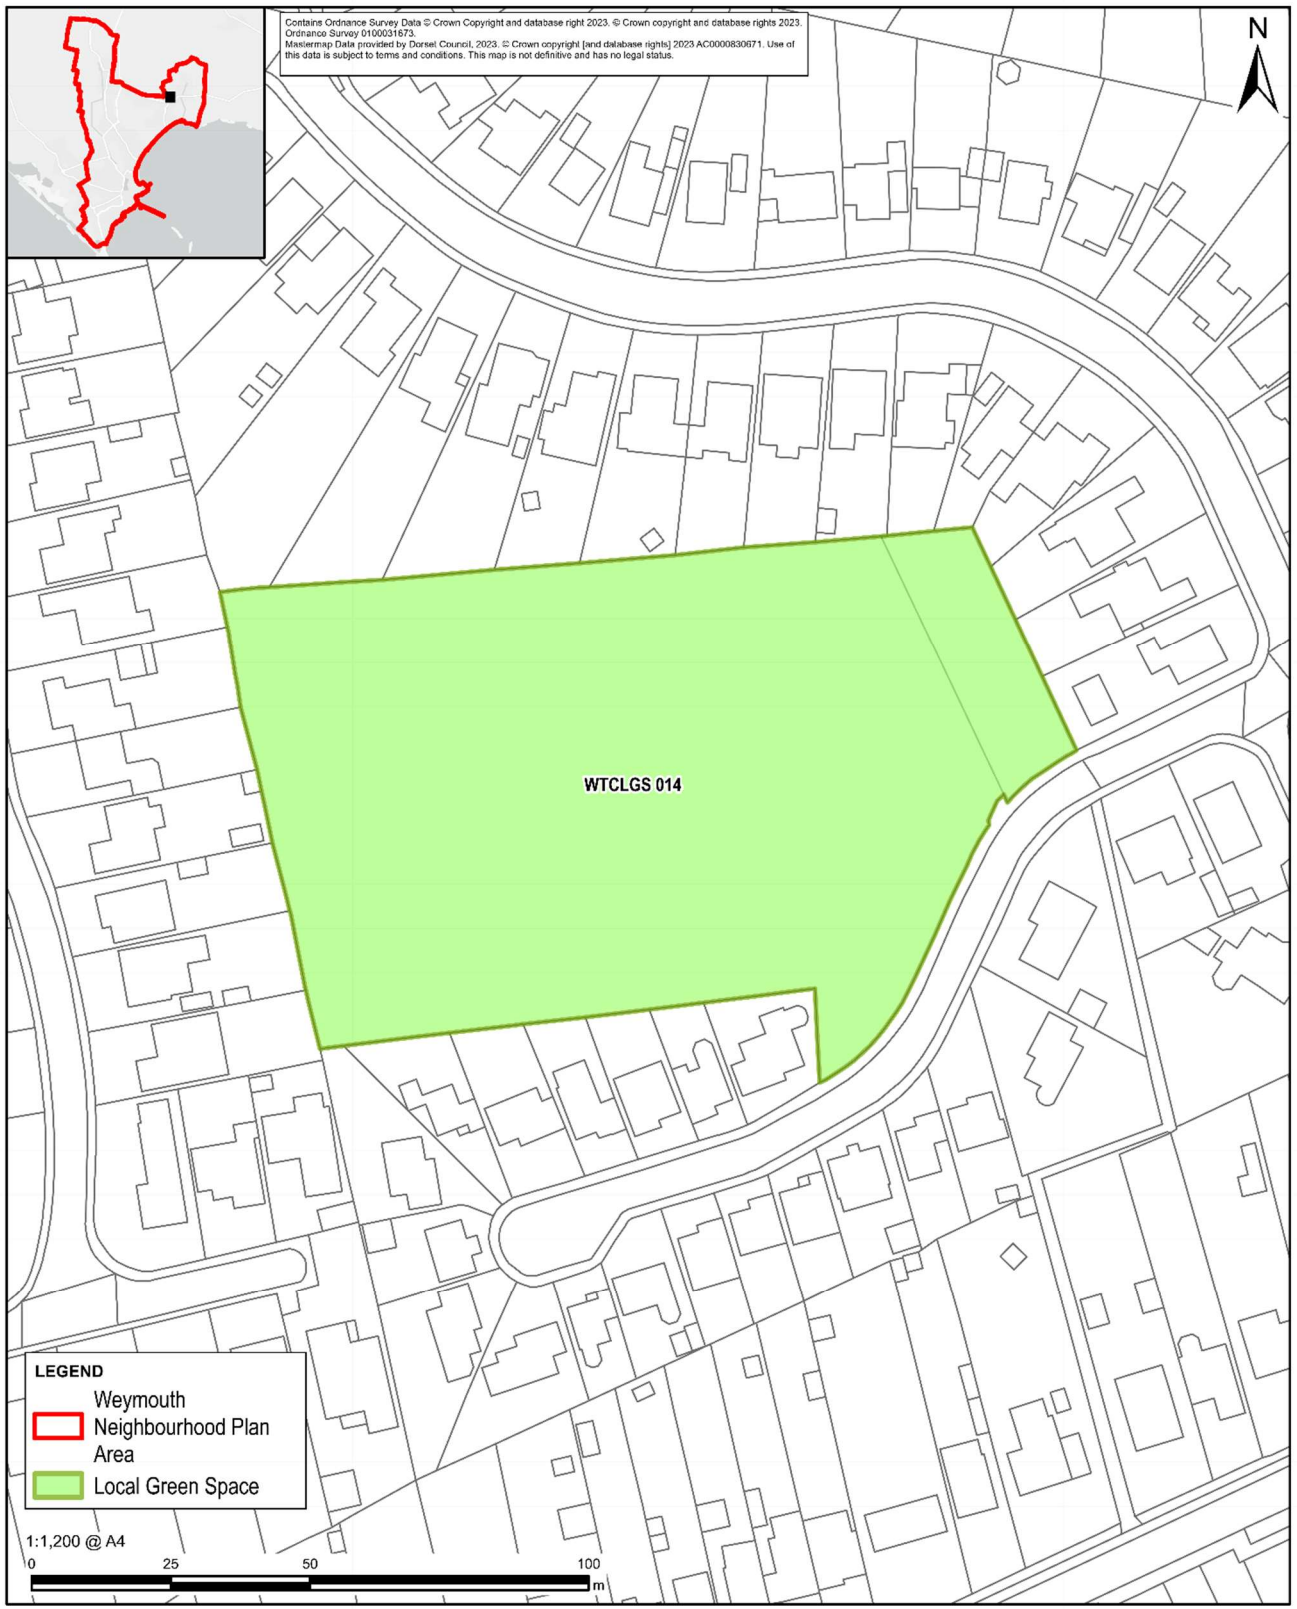 Contains Ordnance Survey Data © Crown Copyright and database right 2023. © Crown copyright and database rights 2023.
Ordnance Survey 0100031673.
Mastermap Data provided by Dorset Council, 2023. © Crown copyright [and database rights] 2023 AC0000830671. Use of
this data is subject to terms and conditions. This map is not definitive and has no legal status.
N
WTCLGS 014
LEGEND
Weymouth
Neighbourhood Plan
Area
Local Green Space
1:1,200 @ A4
0 25 50 100
m